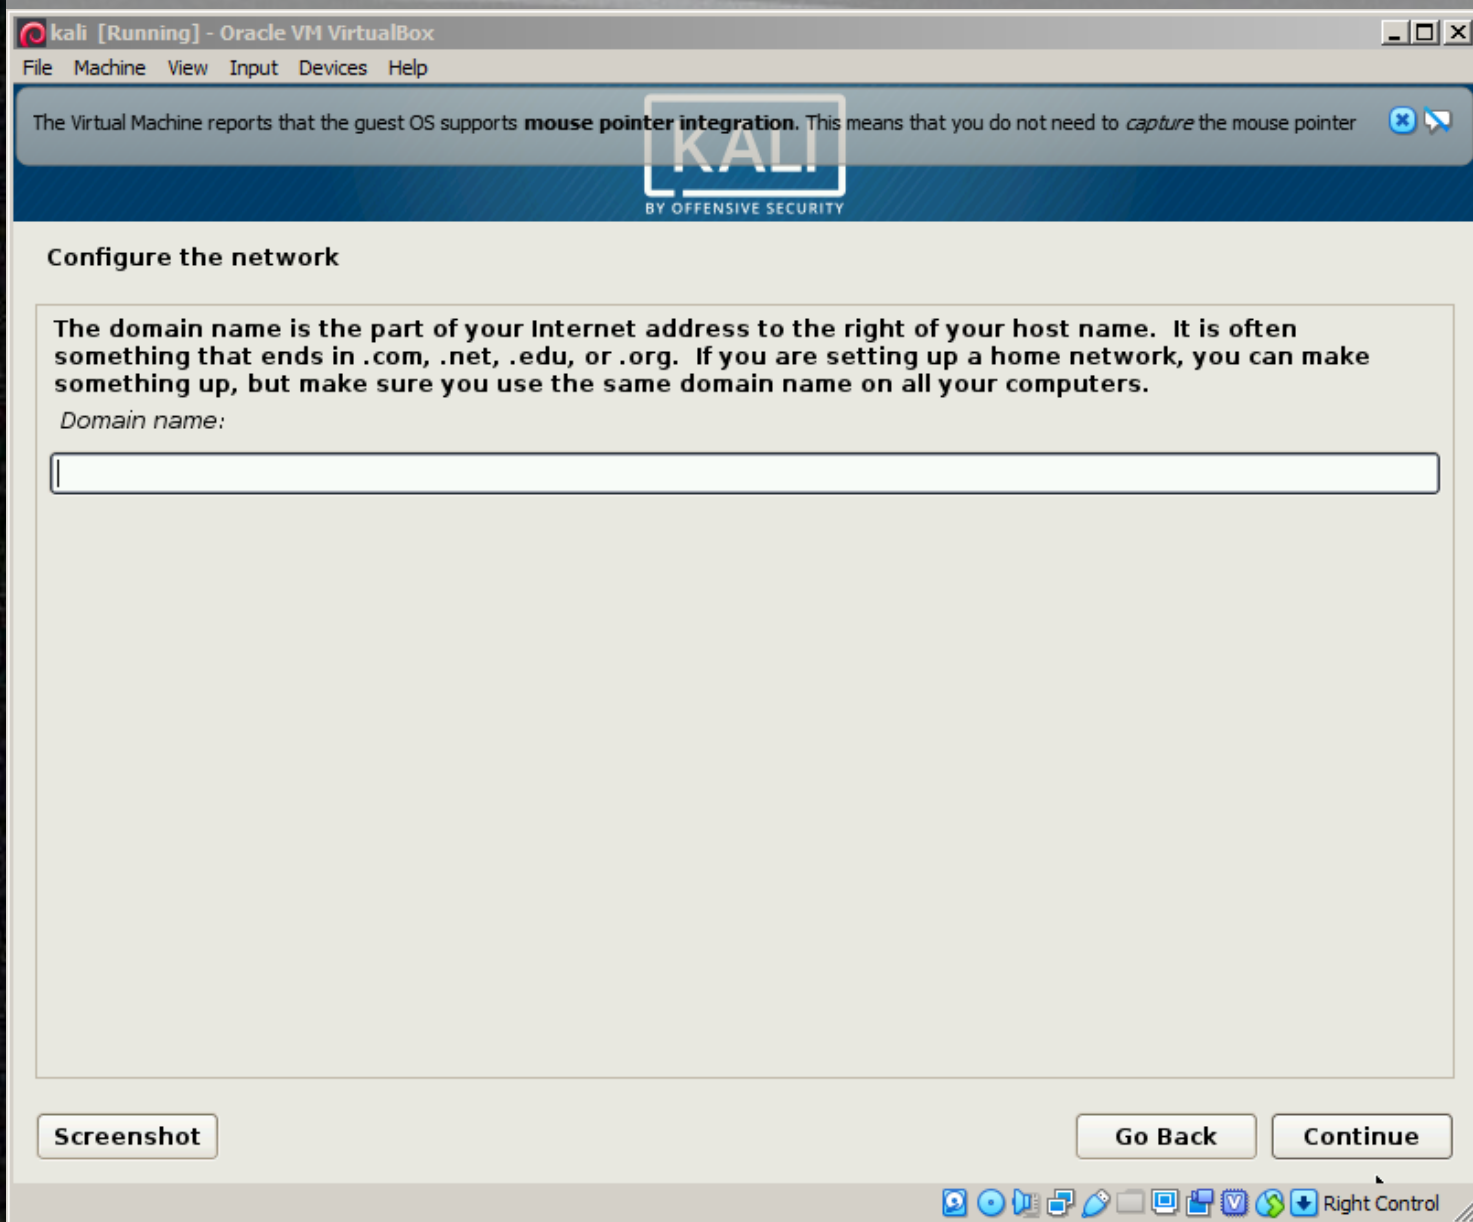 kali [Running] - Oracle VM VirtualBox
File Machine View Input Devices Help
The Virtual Machine reports that the guest OS supports mouse pointer integration. This means that you do not need to capture the mouse pointer
KALI
BY OFFENSIVE SECURITY
Configure the network
The domain name is the part of your Internet address to the right of your host name.  It is often
something that ends in .com, .net, .edu, or .org.  If you are setting up a home network, you can make
something up, but make sure you use the same domain name on all your computers.
Domain name:
Screenshot Go Back Continue
Right Control